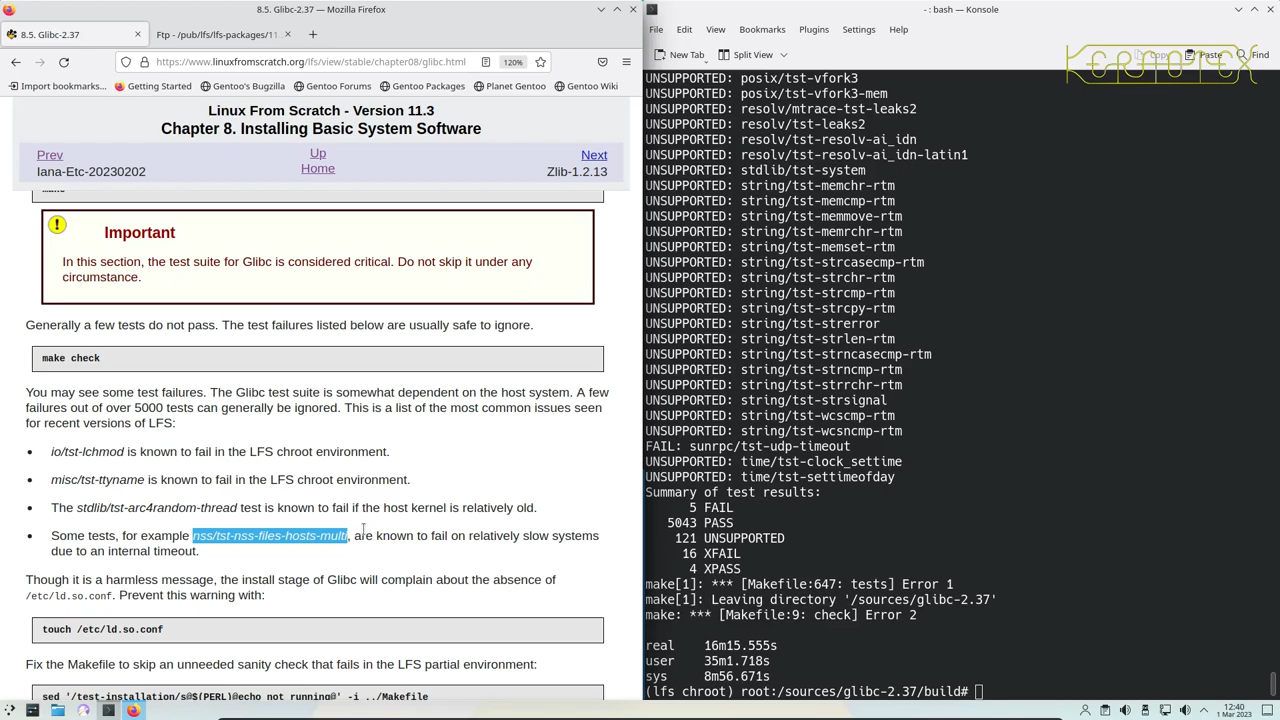 8.5. Glibc-2.37 — Mozilla Firefox
8.5. Glibc-2.37
Ftp - /pub/lfs/lfs-packages/11.
https://www.linuxfromscratch.org/lfs/view/stable/chapter08/glibc.html
120%
Import bookmarks...
Getting Started
Gentoo's Bugzilla
Gentoo Forums
Gentoo Packages
Planet Gentoo
Gentoo Wiki
Linux From Scratch - Version 11.3
Chapter 8. Installing Basic System Software
Prev
Up
Next
Iana-Etc-20230202
Home
Zlib-1.2.13
make
Important
In this section, the test suite for Glibc is considered critical. Do not skip it under any
circumstance.
Generally a few tests do not pass. The test failures listed below are usually safe to ignore.
make check
You may see some test failures. The Glibc test suite is somewhat dependent on the host system. A few
failures out of over 5000 tests can generally be ignored. This is a list of the most common issues seen
for recent versions of LFS:
io/tst-lchmod is known to fail in the LFS chroot environment.
misc/tst-ttyname is known to fail in the LFS chroot environment.
The stdlib/tst-arc4random-thread test is known to fail if the host kernel is relatively old.
Some tests, for example nss/tst-nss-files-hosts-multi, are known to fail on relatively slow systems
due to an internal timeout.
Though it is a harmless message, the install stage of Glibc will complain about the absence of
/etc/ld.so.conf. Prevent this warning with:
touch /etc/ld.so.conf
Fix the Makefile to skip an unneeded sanity check that fails in the LFS partial environment:
sed '/test-installation/s@$(PERL)@echo not running@' -i ../Makefile
- : bash — Konsole
File Edit View Bookmarks Plugins Settings Help
New Tab Split View Copy Paste Find
KERNOTEX
UNSUPPORTED: posix/tst-vfork3
UNSUPPORTED: posix/tst-vfork3-mem
UNSUPPORTED: resolv/mtrace-tst-leaks2
UNSUPPORTED: resolv/tst-leaks2
UNSUPPORTED: resolv/tst-resolv-ai_idn
UNSUPPORTED: resolv/tst-resolv-ai_idn-latin1
UNSUPPORTED: stdlib/tst-system
UNSUPPORTED: string/tst-memchr-rtm
UNSUPPORTED: string/tst-memcmp-rtm
UNSUPPORTED: string/tst-memmove-rtm
UNSUPPORTED: string/tst-memrchr-rtm
UNSUPPORTED: string/tst-memset-rtm
UNSUPPORTED: string/tst-strcasecmp-rtm
UNSUPPORTED: string/tst-strchr-rtm
UNSUPPORTED: string/tst-strcmp-rtm
UNSUPPORTED: string/tst-strcpy-rtm
UNSUPPORTED: string/tst-strerror
UNSUPPORTED: string/tst-strlen-rtm
UNSUPPORTED: string/tst-strncasecmp-rtm
UNSUPPORTED: string/tst-strncmp-rtm
UNSUPPORTED: string/tst-strrchr-rtm
UNSUPPORTED: string/tst-strsignal
UNSUPPORTED: string/tst-wcscmp-rtm
UNSUPPORTED: string/tst-wcsncmp-rtm
FAIL: sunrpc/tst-udp-timeout
UNSUPPORTED: time/tst-clock_settime
UNSUPPORTED: time/tst-settimeofday
Summary of test results:
5 FAIL
5043 PASS
121 UNSUPPORTED
16 XFAIL
4 XPASS
make[1]: *** [Makefile:647: tests] Error 1
make[1]: Leaving directory '/sources/glibc-2.37'
make: *** [Makefile:9: check] Error 2
real 16m15.555s
user 35m1.718s
sys 8m56.671s
(lfs chroot) root:/sources/glibc-2.37/build#
12:40
1 Mar 2023